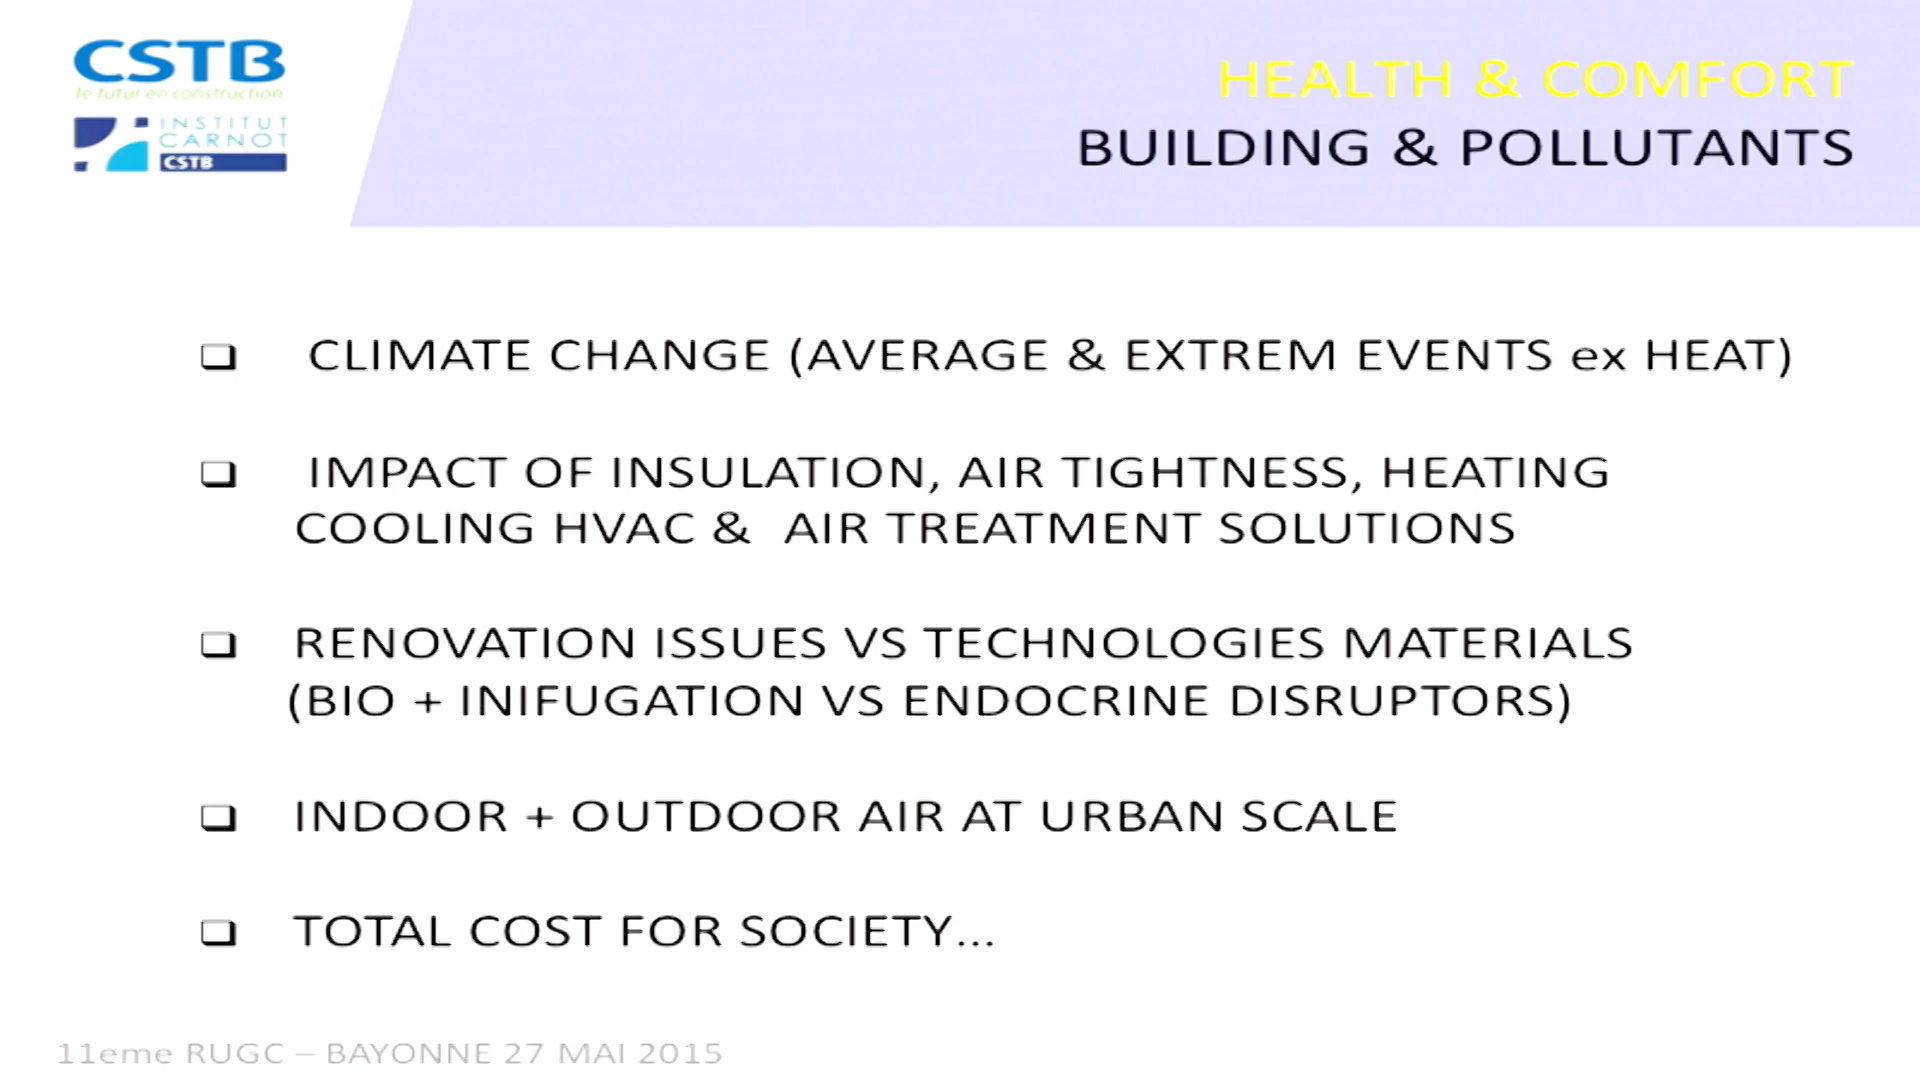 CSTB
le futur en construction
INSTITUT
CARNOT
CSTB
HEALTH & COMFORT
BUILDING & POLLUTANTS
CLIMATE CHANGE (AVERAGE & EXTREM EVENTS ex HEAT)
IMPACT OF INSULATION, AIR TIGHTNESS, HEATING
COOLING HVAC & AIR TREATMENT SOLUTIONS
RENOVATION ISSUES VS TECHNOLOGIES MATERIALS
(BIO + INIFUGATION VS ENDOCRINE DISRUPTORS)
INDOOR + OUTDOOR AIR AT URBAN SCALE
TOTAL COST FOR SOCIETY...
11eme RUGC – BAYONNE 27 MAI 2015